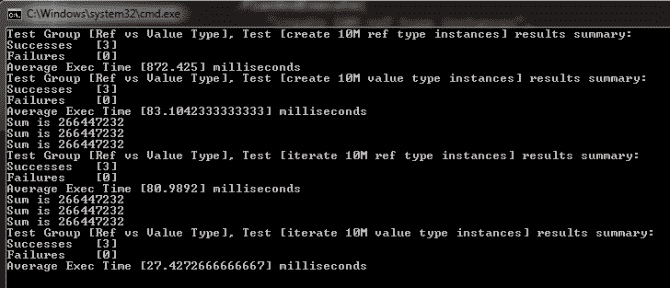 C:\Windows\system32\cmd.exe
Test Group [Ref vs Value Type], Test [create 10M ref type instances] results summary:
Successes [3]
Failures [0]
Average Exec Time [872.425] milliseconds
Test Group [Ref vs Value Type], Test [create 10M value type instances] results summary:
Successes [3]
Failures [0]
Average Exec Time [83.1042333333333] milliseconds
Sum is 266447232
Sum is 266447232
Sum is 266447232
Test Group [Ref vs Value Type], Test [iterate 10M ref type instances] results summary:
Successes [3]
Failures [0]
Average Exec Time [80.9892] milliseconds
Sum is 266447232
Sum is 266447232
Sum is 266447232
Test Group [Ref vs Value Type], Test [iterate 10M value type instances] results summary:
Successes [3]
Failures [0]
Average Exec Time [27.4272666666667] milliseconds